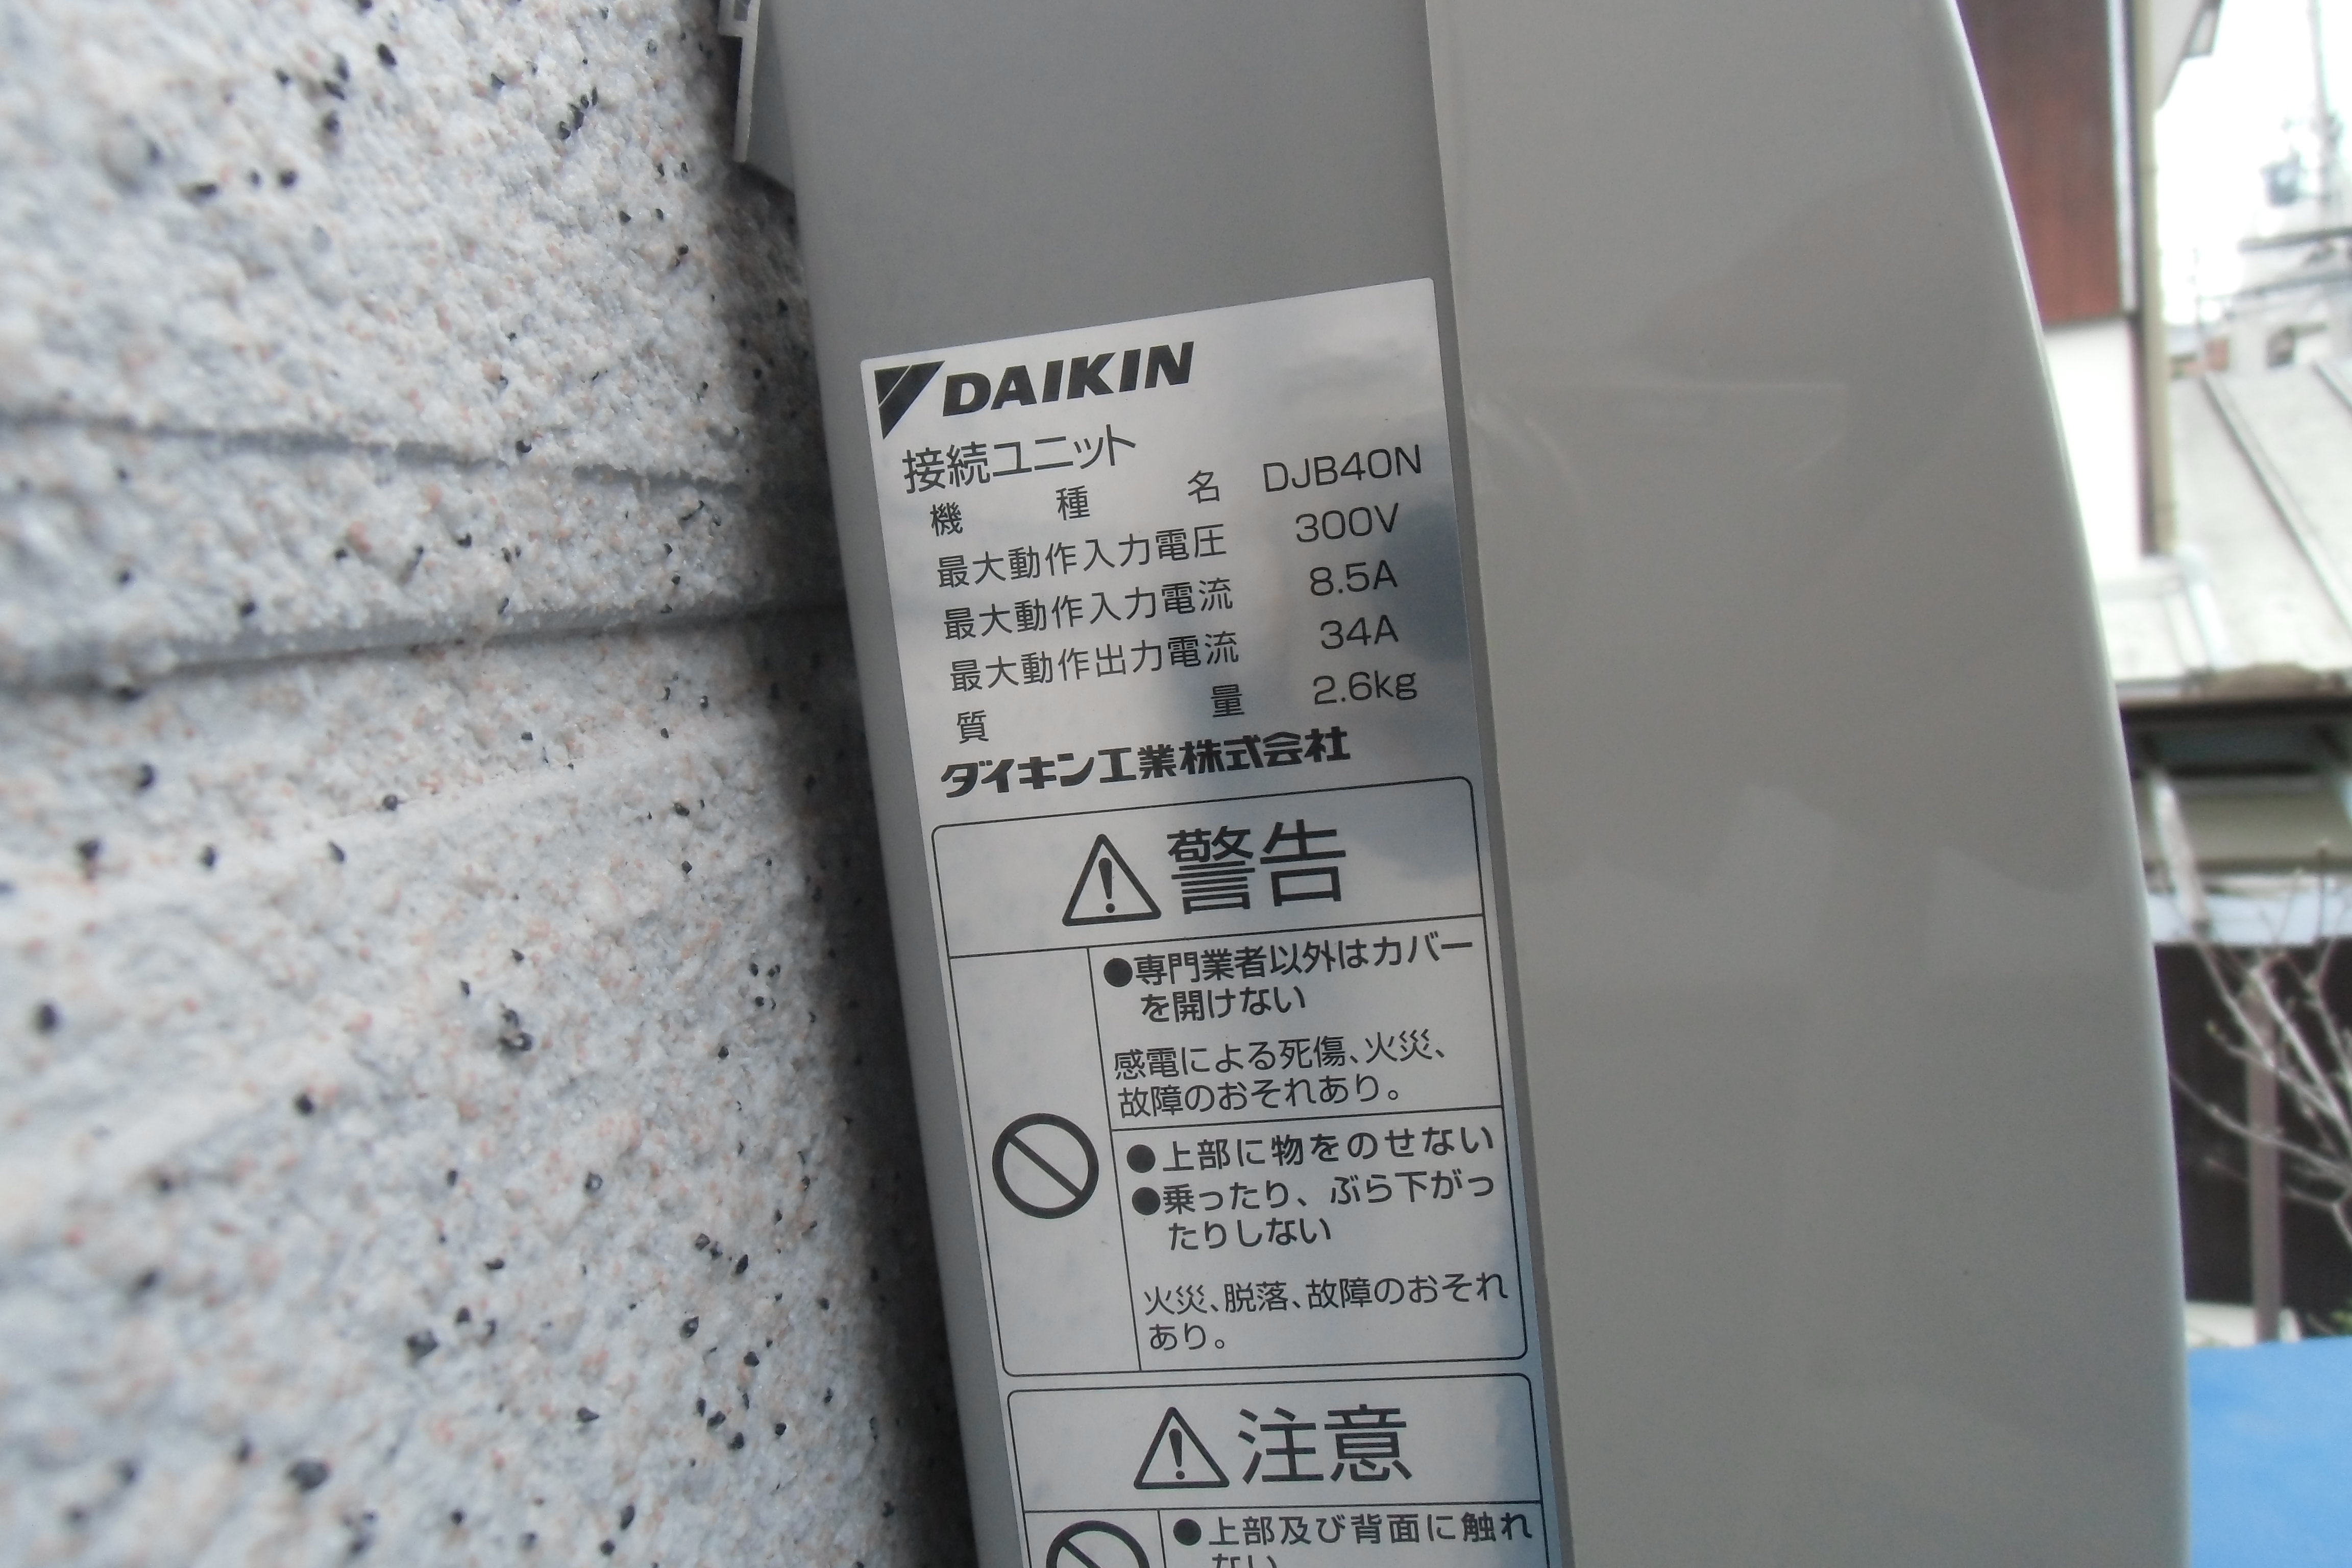 DAIKIN
接続ユニット
機種名 DJB40N
最大動作入力電圧 300V
最大動作入力電流 8.5A
最大動作出力電流 34A
質量 2.6kg
ダイキン工業株式会社
警告
●専門業者以外はカバー
を開けない
感電による死傷、火災、
故障のおそれあり。
●上部に物をのせない
●乗ったり、ぶら下がっ
たりしない
火災、脱落、故障のおそれ
あり。
注意
●上部及び背面に触れ
ない